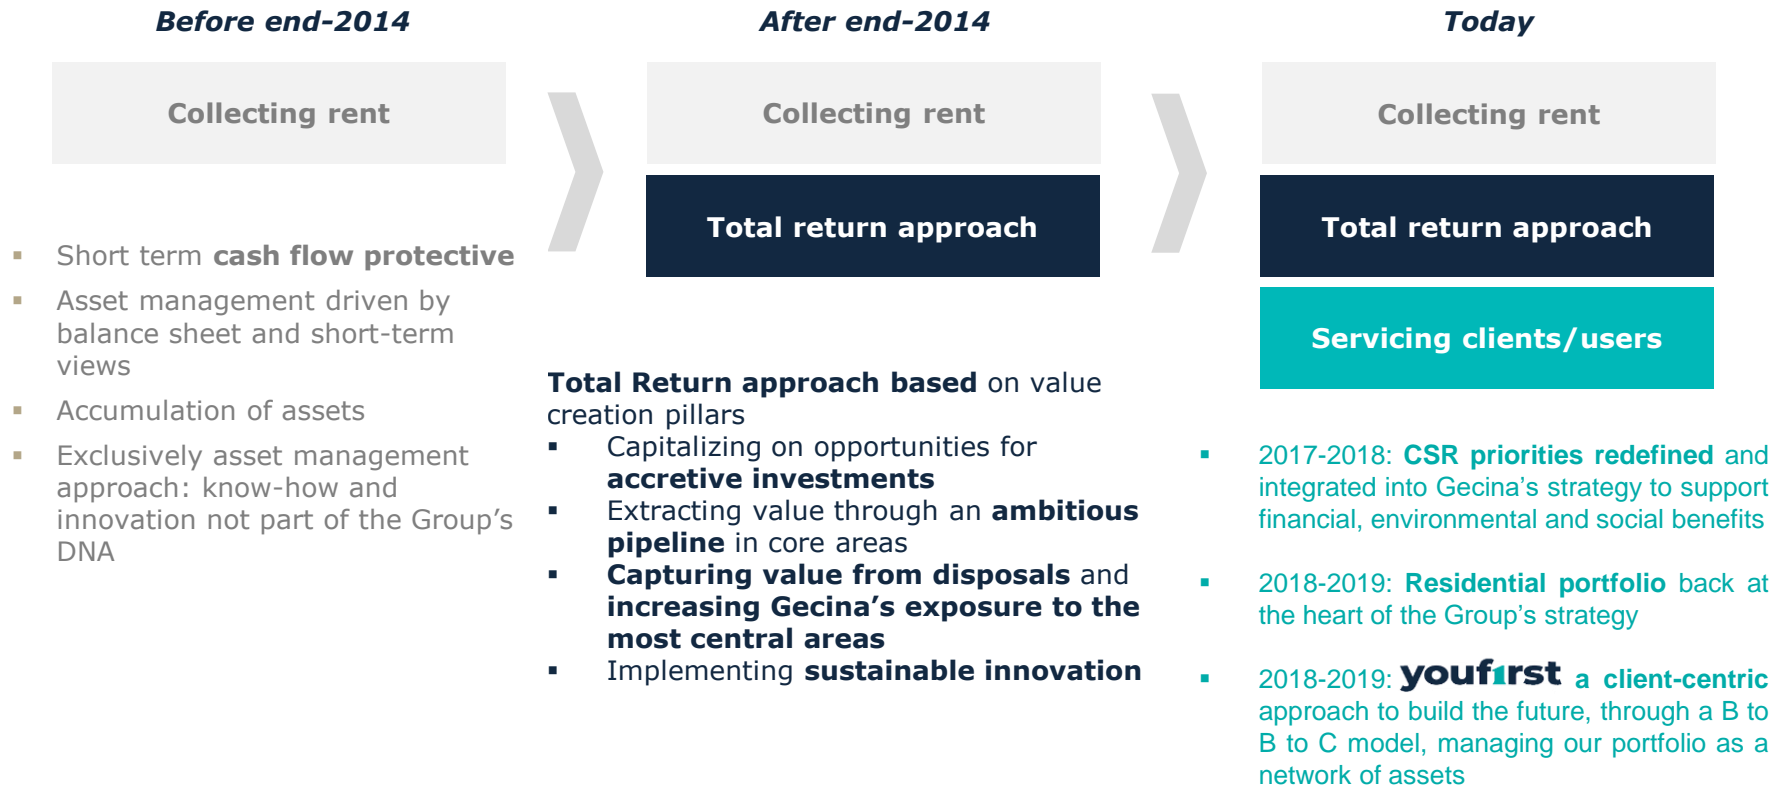 Before end-2014
Collecting rent
▪ Short term cash flow protective
▪ Asset management driven by
balance sheet and short-term
views
▪ Accumulation of assets
▪ Exclusively asset management
approach: know-how and
innovation not part of the Group’s
DNA
After end-2014
Collecting rent
Total return approach
Total Return approach based on value
creation pillars
▪ Capitalizing on opportunities for
accretive investments
▪ Extracting value through an ambitious
pipeline in core areas
▪ Capturing value from disposals and
increasing Gecina’s exposure to the
most central areas
▪ Implementing sustainable innovation
Today
Collecting rent
Total return approach
Servicing clients/users
▪ 2017-2018: CSR priorities redefined and
integrated into Gecina’s strategy to support
financial, environmental and social benefits
▪ 2018-2019: Residential portfolio back at
the heart of the Group’s strategy
▪ 2018-2019: youf1rst a client-centric
approach to build the future, through a B to
B to C model, managing our portfolio as a
network of assets